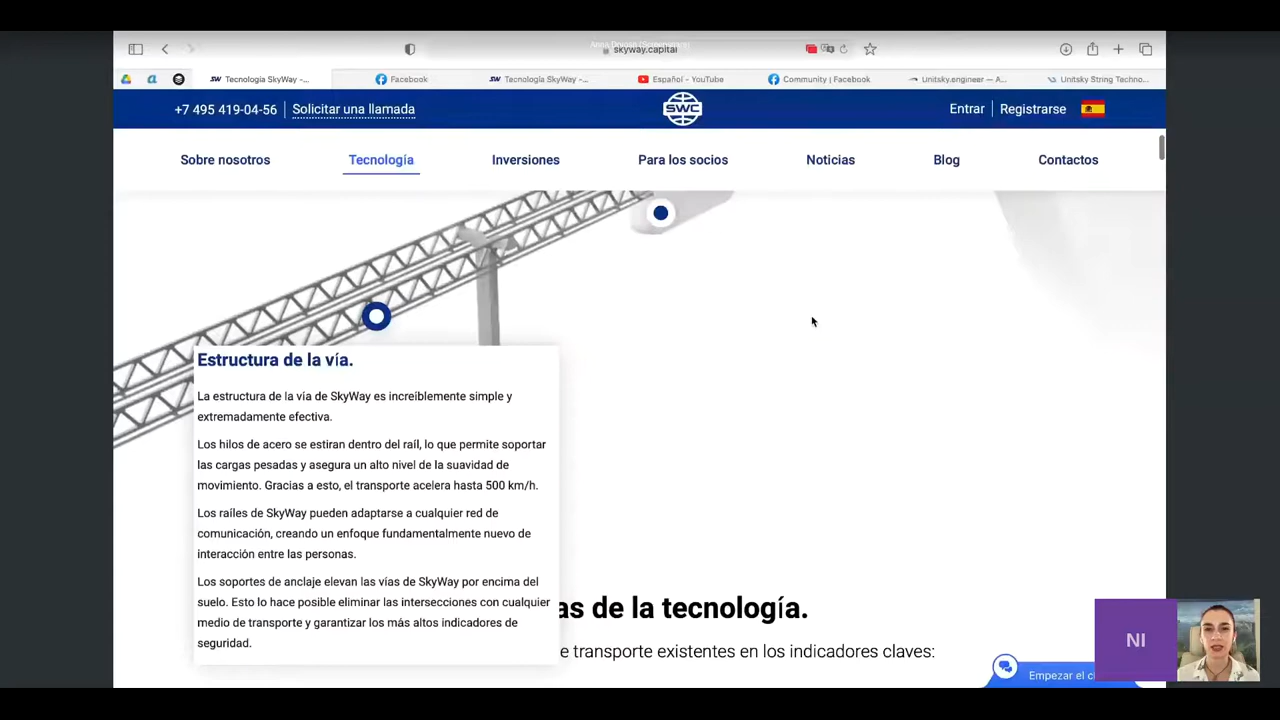 skyway.capital
Tecnología SkyWay -...
Facebook
Tecnología SkyWay -...
Español - YouTube
Community | Facebook
Unitsky.engineer — A...
Unitsky String Techno...
+7 495 419-04-56 | Solicitar una llamada
SWC
Entrar | Registrarse
Sobre nosotros
Tecnología
Inversiones
Para los socios
Noticias
Blog
Contactos
Estructura de la vía.
La estructura de la vía de SkyWay es increíblemente simple y
extremadamente efectiva.
Los hilos de acero se estiran dentro del raíl, lo que permite soportar
las cargas pesadas y asegura un alto nivel de la suavidad de
movimiento. Gracias a esto, el transporte acelera hasta 500 km/h.
Los raíles de SkyWay pueden adaptarse a cualquier red de
comunicación, creando un enfoque fundamentalmente nuevo de
interacción entre las personas.
Los soportes de anclaje elevan las vías de SkyWay por encima del
suelo. Esto lo hace posible eliminar las intersecciones con cualquier
medio de transporte y garantizar los más altos indicadores de
seguridad.
as de la tecnología.
e transporte existentes en los indicadores claves:
NI
Empezar el c